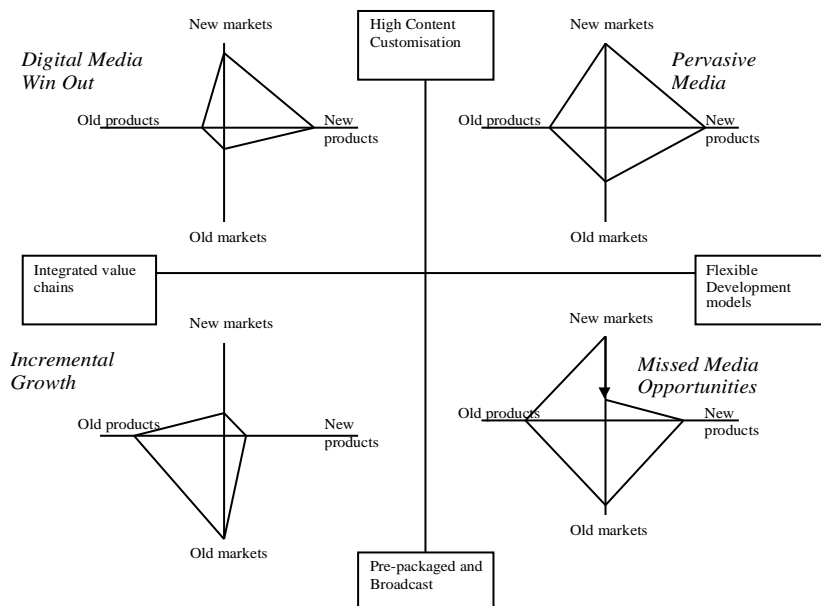 High Content
Customisation
New markets
Digital Media
Win Out
Old products
New
products
Old markets
New markets
Pervasive
Media
Old products
New
products
Old markets
Integrated value
chains
Flexible
Development
models
New markets
Incremental
Growth
Old products
New
products
Old markets
New markets
Missed Media
Opportunities
Old products
New
products
Old markets
Pre-packaged and
Broadcast